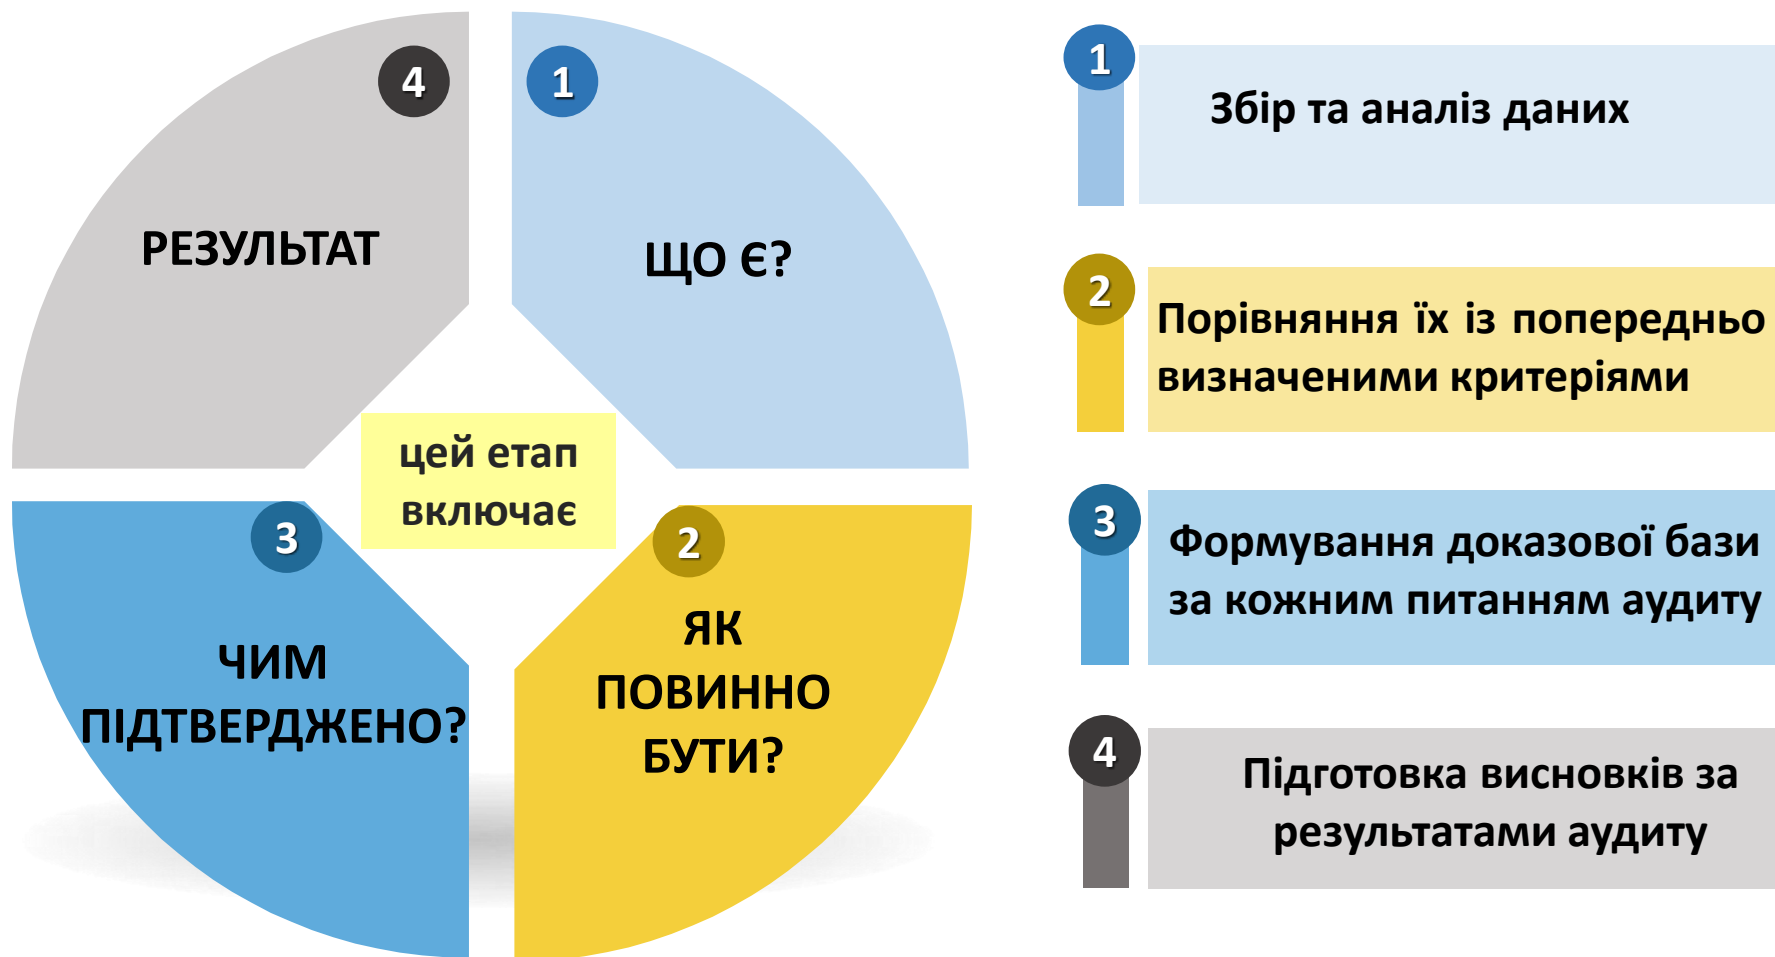 4
1
РЕЗУЛЬТАТ
ЩО Є?
цей етап
включає
3
2
ЧИМ
ПІДТВЕРДЖЕНО?
ЯК
ПОВИННО
БУТИ?
1
Збір та аналіз даних
2
Порівняння їх із попередньо
визначеними критеріями
3
Формування доказової бази
за кожним питанням аудиту
4
Підготовка висновків за
результатами аудиту